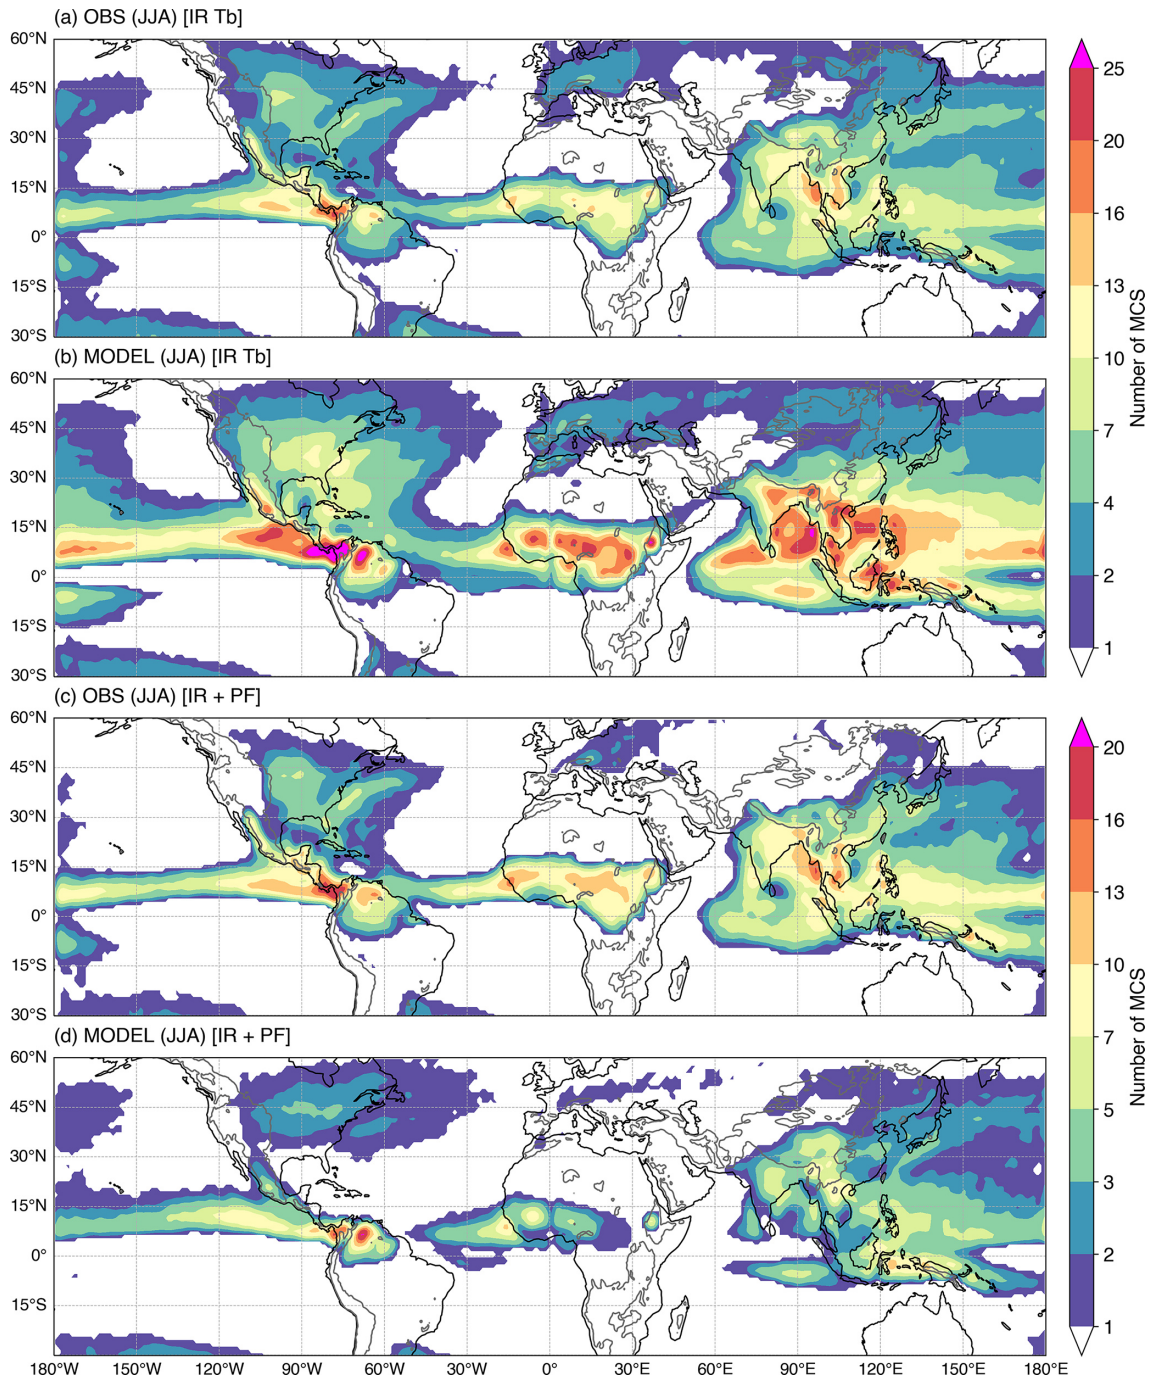 (a) OBS (JJA) [IR Tb]
60°N
45°N
30°N
15°N
0°
15°S
30°S
(b) MODEL (JJA) [IR Tb]
60°N
45°N
30°N
15°N
0°
15°S
30°S
25
20
16
13
10
7
4
2
1
Number of MCS
(c) OBS (JJA) [IR + PF]
60°N
45°N
30°N
15°N
0°
15°S
30°S
(d) MODEL (JJA) [IR + PF]
60°N
45°N
30°N
15°N
0°
15°S
180°W 150°W 120°W 90°W 60°W 30°W 0° 30°E 60°E 90°E 120°E 150°E 180°E
20
16
13
10
7
5
3
2
1
Number of MCS